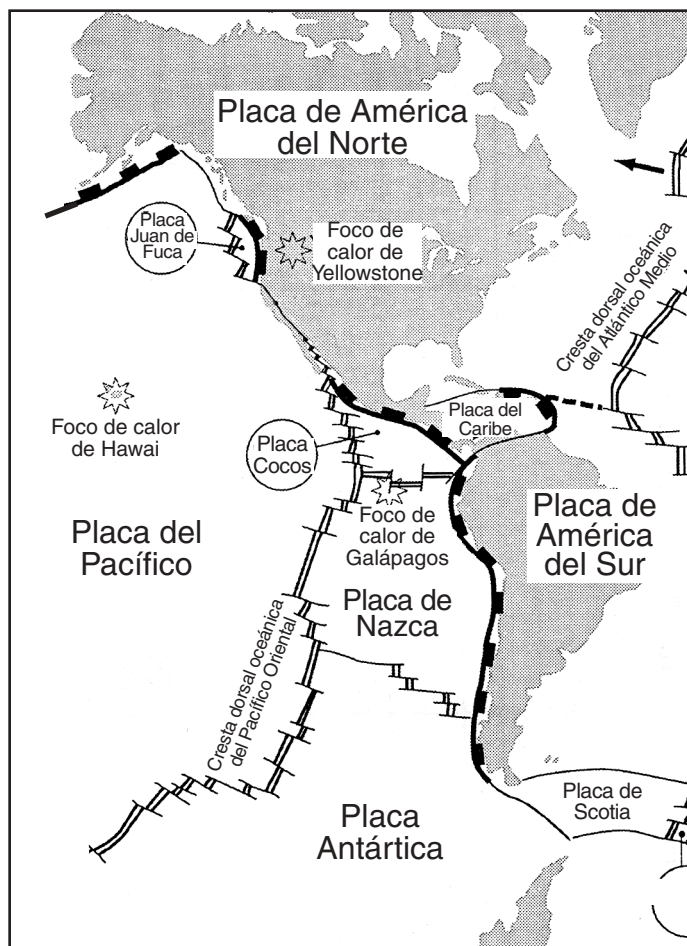 Placa de América
del Norte
Placa
Juan de
Fuca
Foco de
calor de
Yellowstone
Cresta dorsal oceánica
del Atlántico Medio
Foco de calor
de Hawai
Placa
Cocos
Placa del
Caribe
Placa del
Pacífico
Foco de
calor de
Galápagos
Placa de
América
del Sur
Placa de
Nazca
Cresta dorsal oceánica
del Pacífico Oriental
Placa de
Scotia
Placa
Antártica